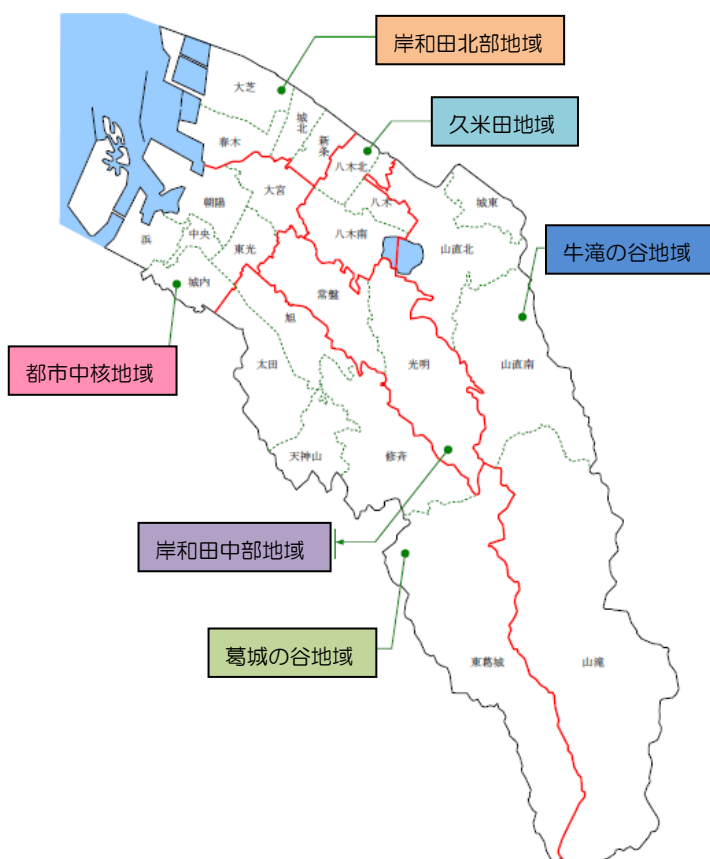 岸和田北部地域
大芝
久米田地域
城北
新条
春木
八木北
朝陽
大宮
八木
城東
浜
中央
東光
八木南
山直北
牛滝の谷地域
城内
常盤
旭
都市中核地域
太田
光明
山直南
天神山
修斉
岸和田中部地域
葛城の谷地域
東葛城
山滝